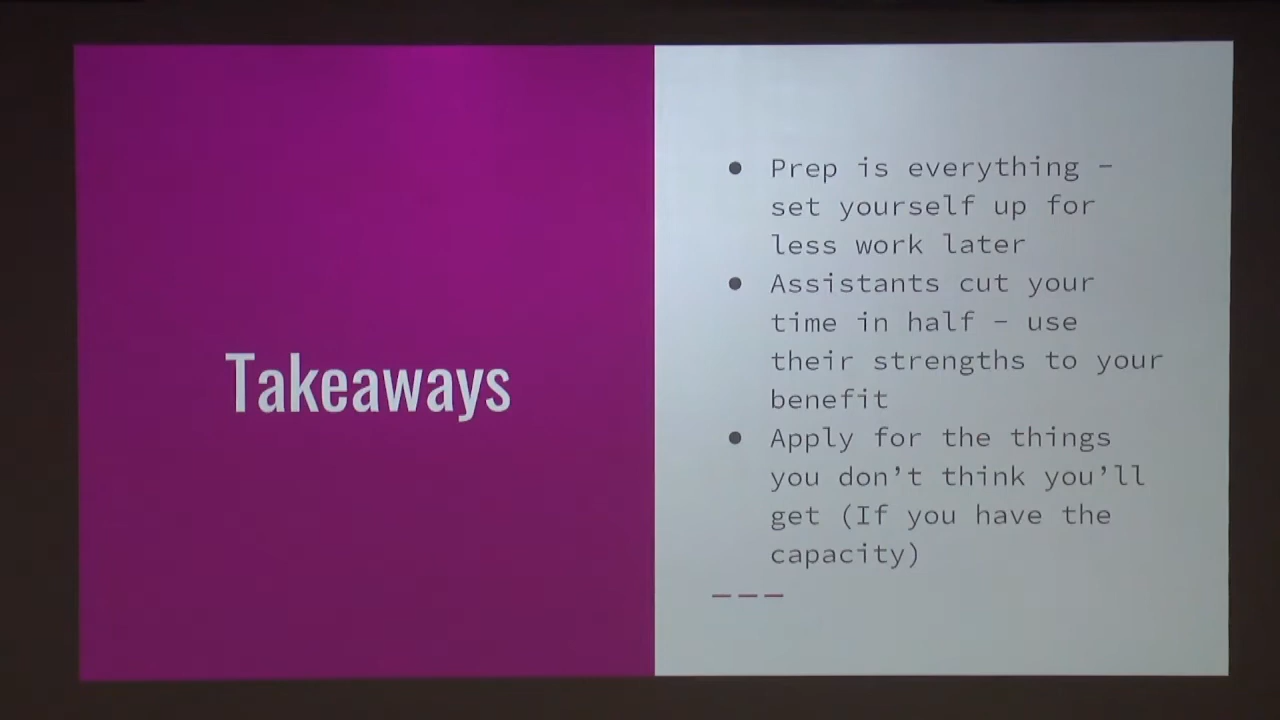 Takeaways
● Prep is everything –
set yourself up for
less work later
● Assistants cut your
time in half – use
their strengths to your
benefit
● Apply for the things
you don’t think you’ll
get (If you have the
capacity)